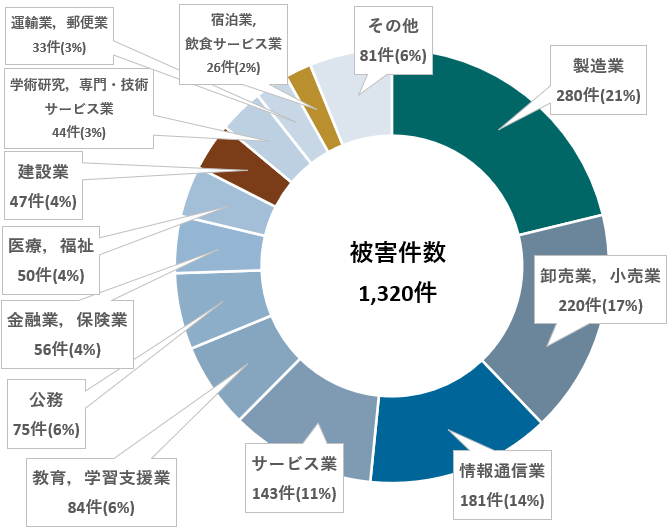 被害件数
1,320件
製造業
280件(21%)
卸売業，小売業
220件(17%)
情報通信業
181件(14%)
サービス業
143件(11%)
教育，学習支援業
84件(6%)
公務
75件(6%)
金融業，保険業
56件(4%)
医療，福祉
50件(4%)
建設業
47件(4%)
学術研究，専門・技術
サービス業
44件(3%)
運輸業，郵便業
33件(3%)
宿泊業，
飲食サービス業
26件(2%)
その他
81件(6%)